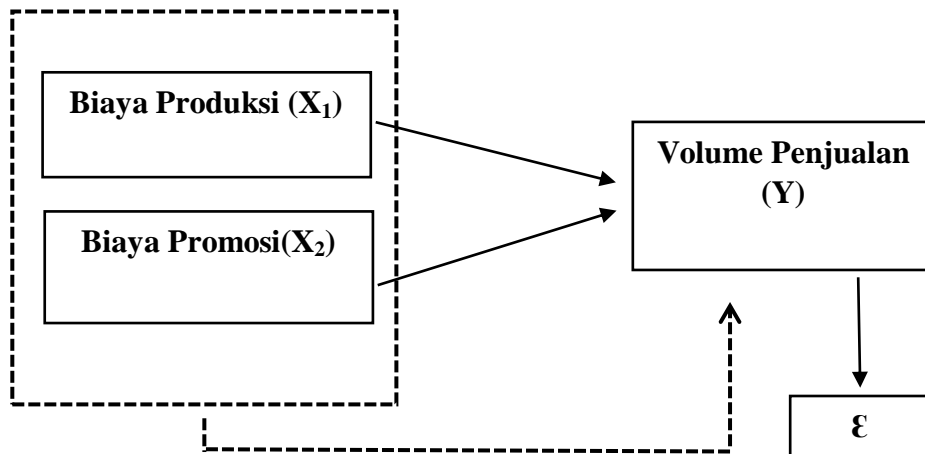 Biaya Produksi (X₁)
Biaya Promosi(X₂)
Volume Penjualan
(Y)
Ɛ